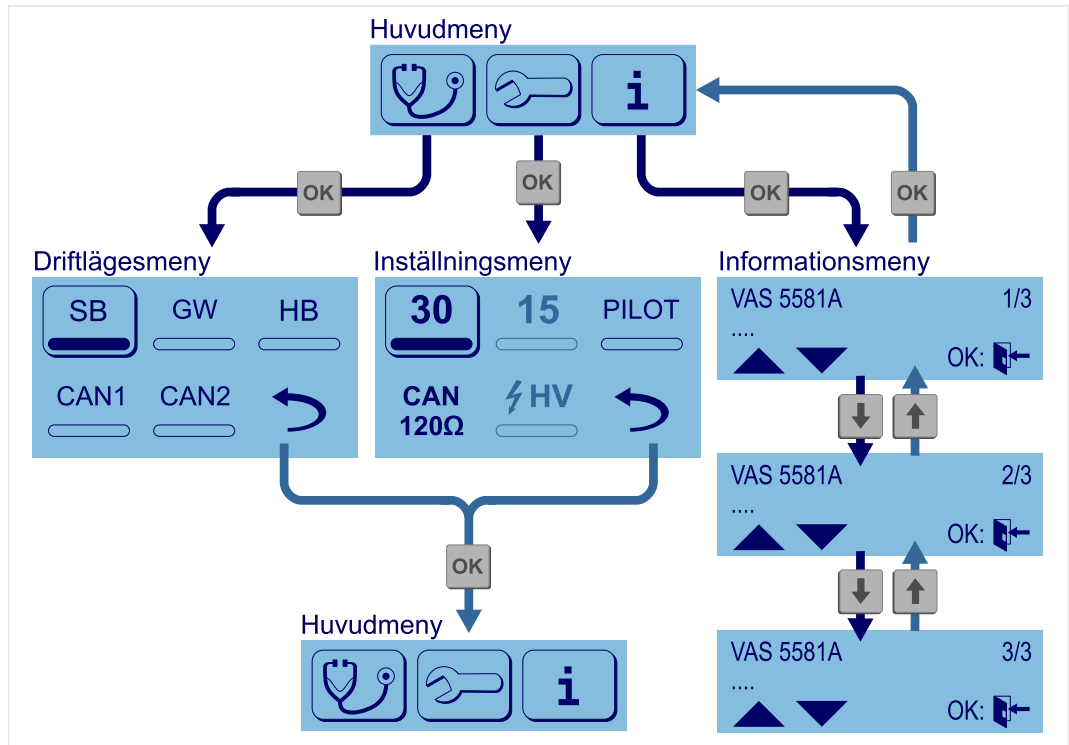 Huvudmeny
i
OK OK OK OK
Driftlägesmeny
SB GW HB
CAN1 CAN2
Inställningsmeny
30 15 PILOT
CAN HV
120Ω
Informationsmeny
VAS 5581A 1/3
....
OK:
VAS 5581A 2/3
....
OK:
VAS 5581A 3/3
....
OK:
OK
Huvudmeny
i